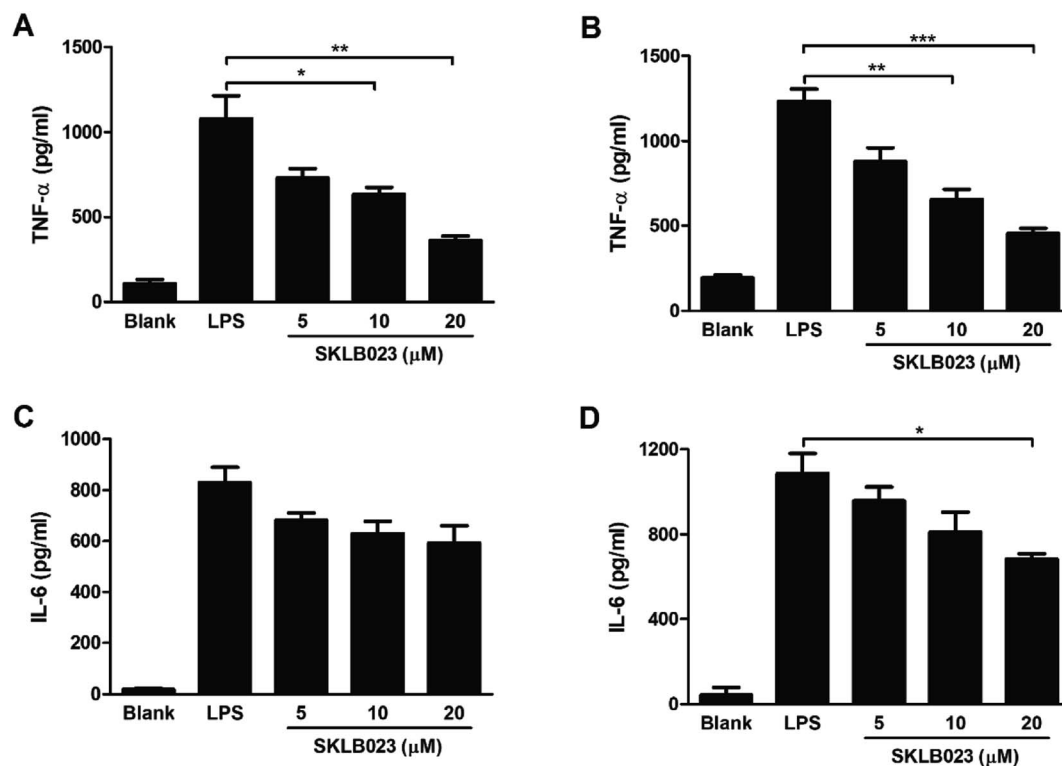 A
TNF-α (pg/ml)
1500
1000
500
0
**
*
Blank LPS 5 10 20
SKLB023 (μM)
B
TNF-α (pg/ml)
1500
1000
500
0
***
**
Blank LPS 5 10 20
SKLB023 (μM)
C
IL-6 (pg/ml)
1000
800
600
400
200
0
Blank LPS 5 10 20
SKLB023 (μM)
D
IL-6 (pg/ml)
1200
800
400
0
*
Blank LPS 5 10 20
SKLB023 (μM)